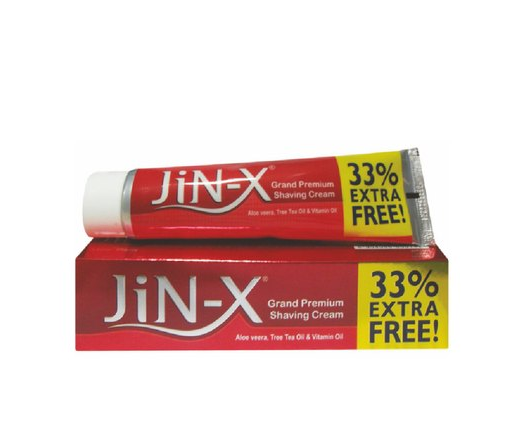 JiN-X®
Grand Premium
Shaving Cream
Aloe veera, Tree Tea Oil & Vitamin Oil
33%
EXTRA
FREE!
JiN-X®
Grand Premium
Shaving Cream
Aloe veera, Tree Tea Oil & Vitamin Oil
33%
EXTRA
FREE!